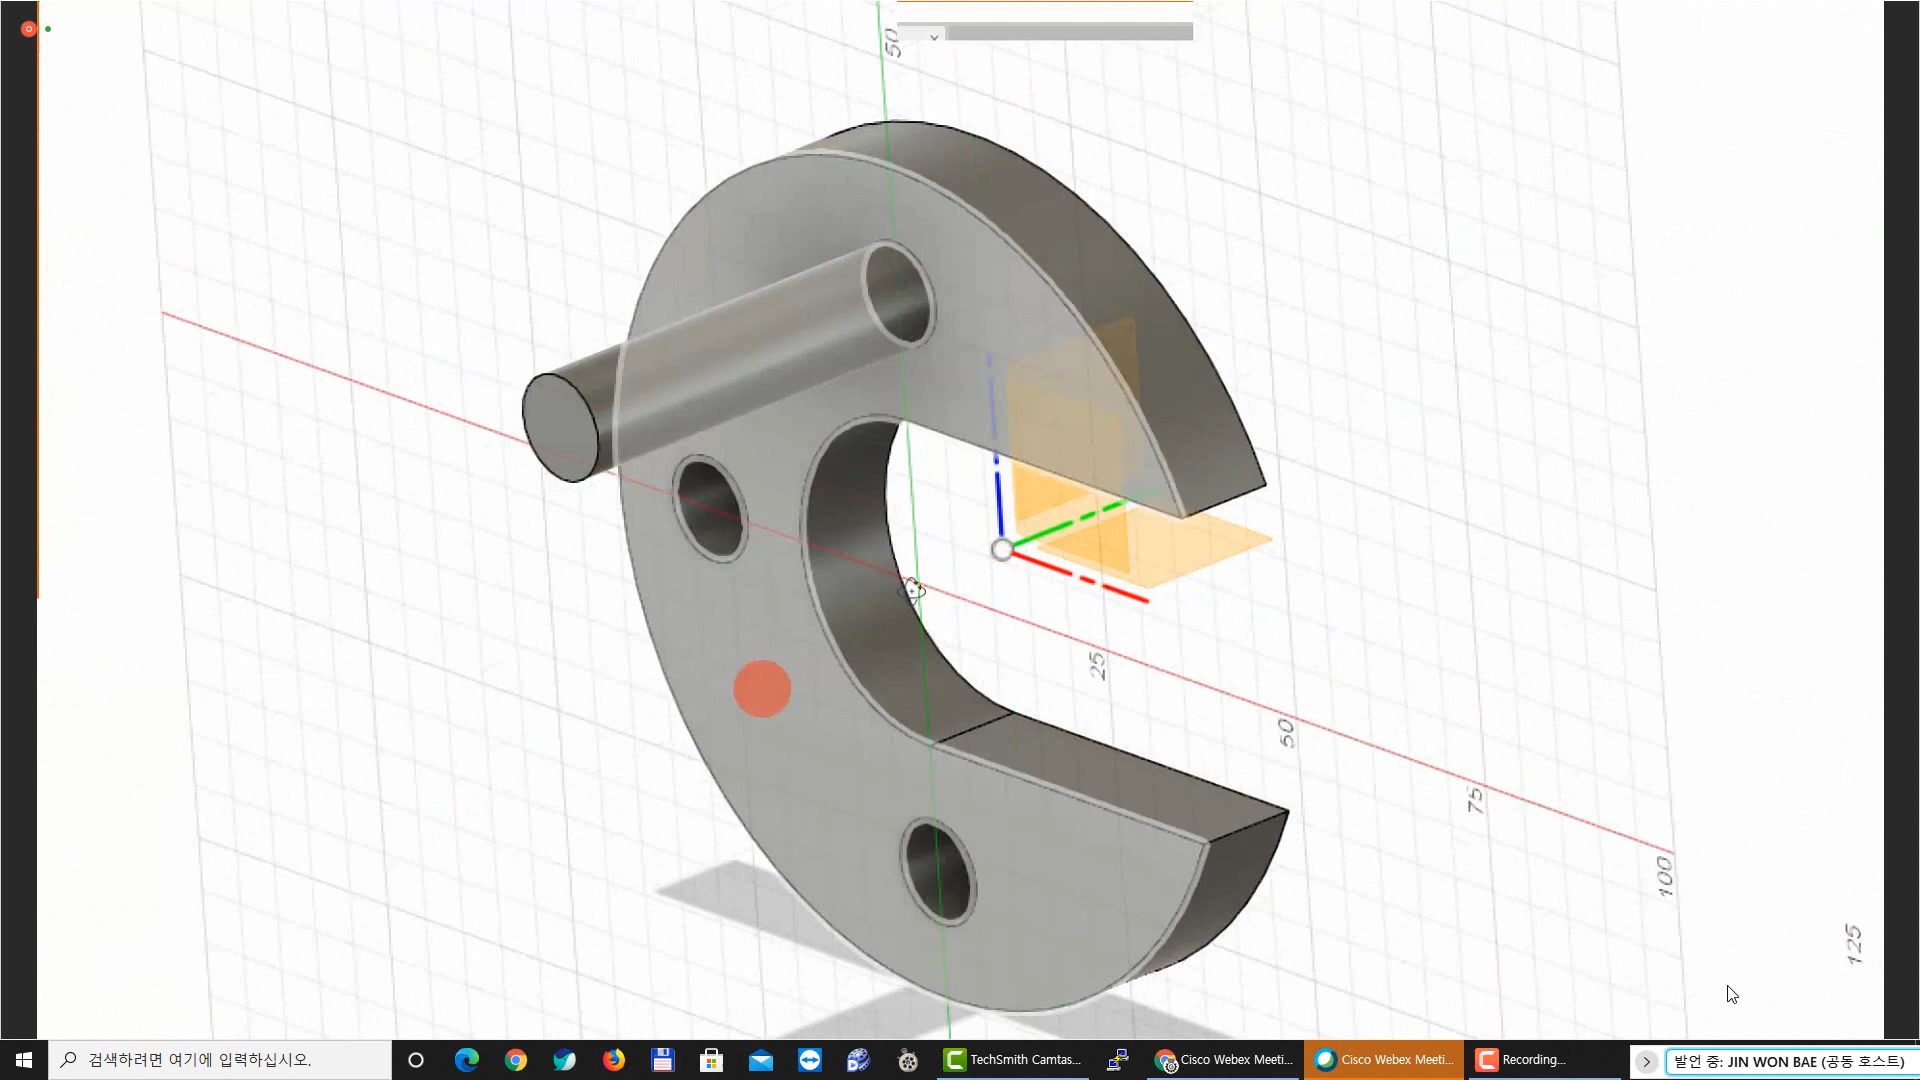 50
25
50
75
100
125
검색하려면 여기에 입력하십시오.
TechSmith Camtas...
Cisco Webex Meeti...
Cisco Webex Meeti...
Recording...
발언 중: JIN WON BAE (공동 호스트)